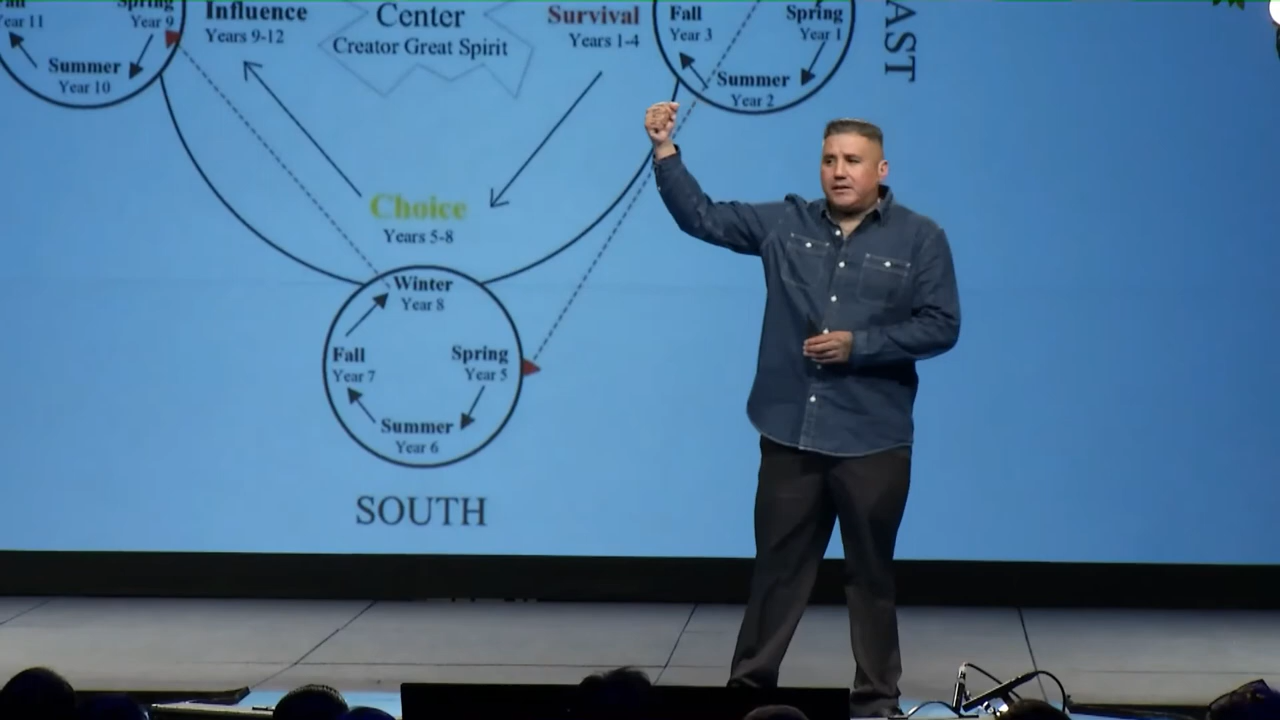 Spring
Year 11
Year 9
Summer
Year 10
Influence
Years 9-12
Center
Creator Great Spirit
Survival
Years 1-4
Fall
Year 3
Spring
Year 1
Summer
Year 2
Choice
Years 5-8
Winter
Year 8
Fall
Year 7
Spring
Year 5
Summer
Year 6
SOUTH